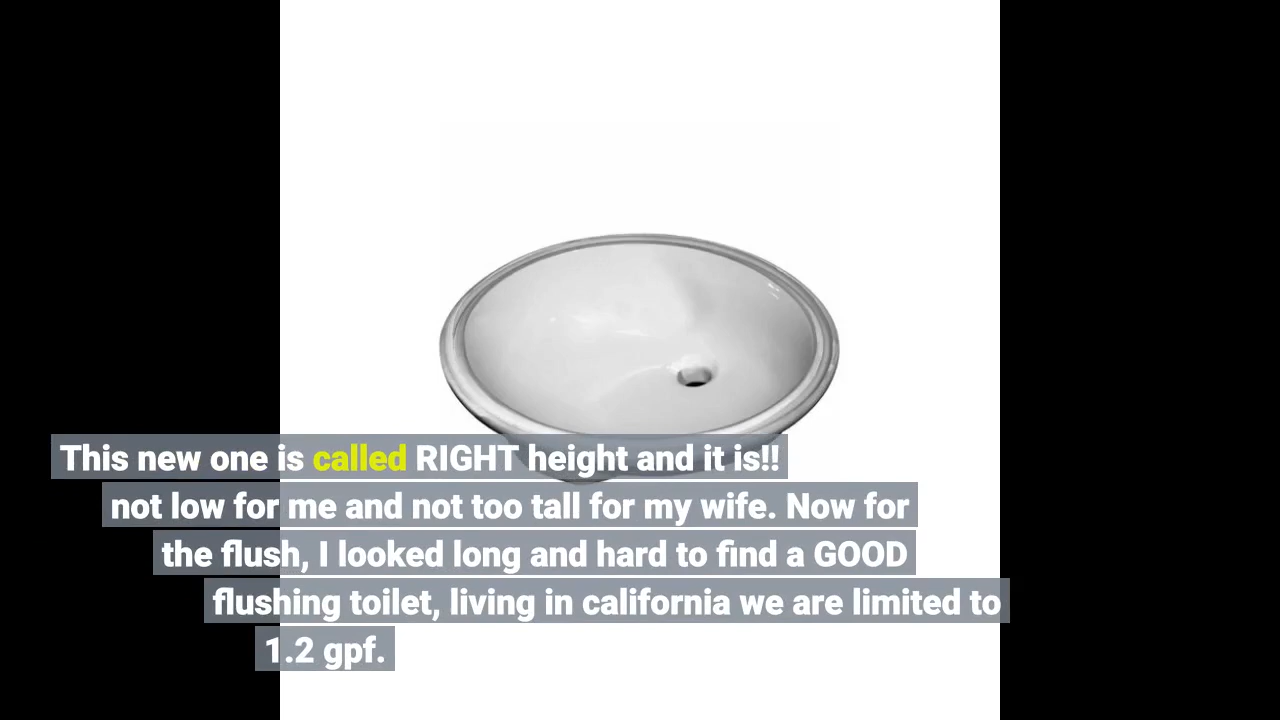 This new one is called RIGHT height and it is!!
not low for me and not too tall for my wife. Now for
the flush, I looked long and hard to find a GOOD
flushing toilet, living in california we are limited to
1.2 gpf.